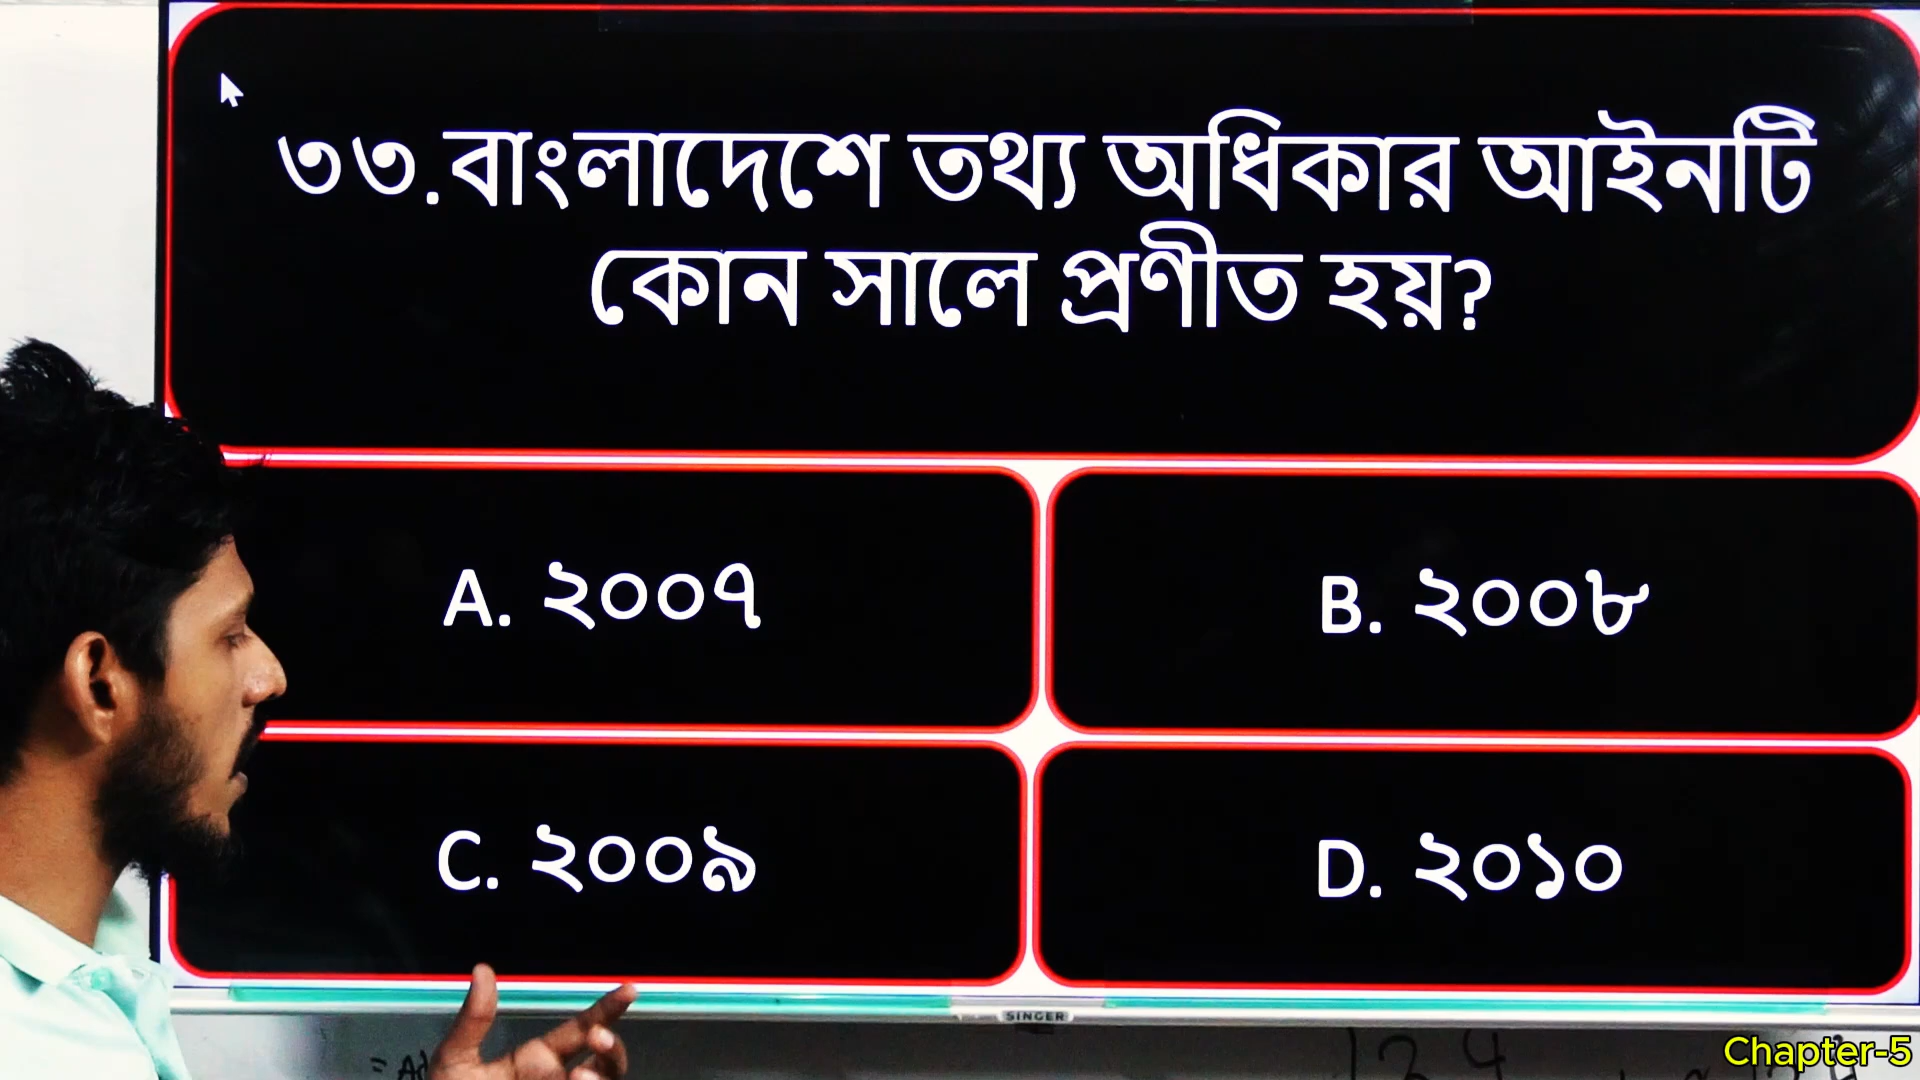 ৩৩.বাংলাদেশে তথ্য অধিকার আইনটি
কোন সালে প্রণীত হয়?
A. ২০০৭
B. ২০০৮
C. ২০০৯
D. ২০১০
SINGER
Chapter-5